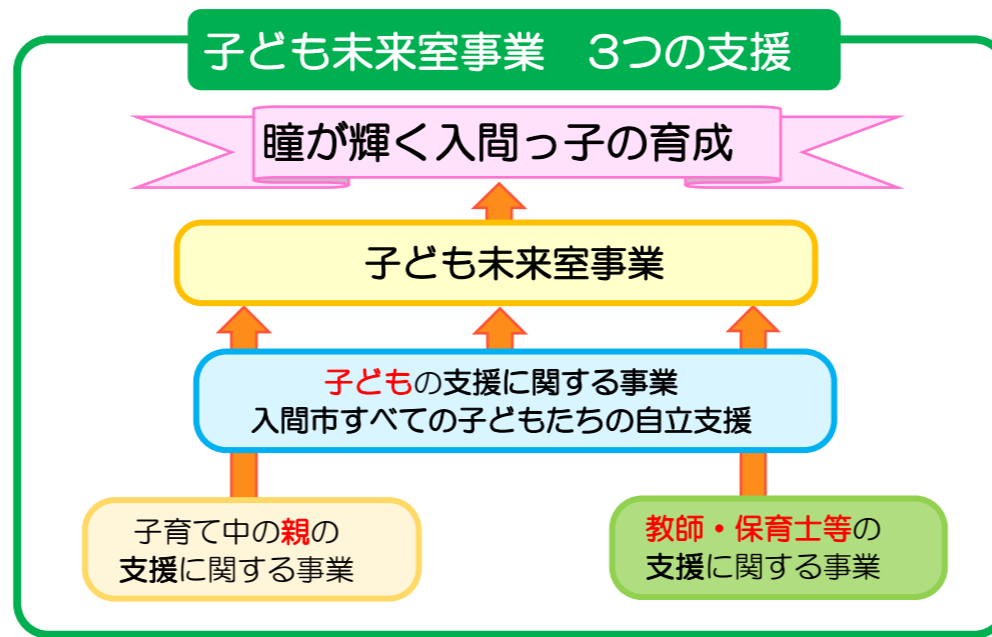 子ども未来室事業　3つの支援
瞳が輝く入間っ子の育成
子ども未来室事業
子どもの支援に関する事業
入間市すべての子どもたちの自立支援
子育て中の親の
支援に関する事業
教師・保育士等の
支援に関する事業